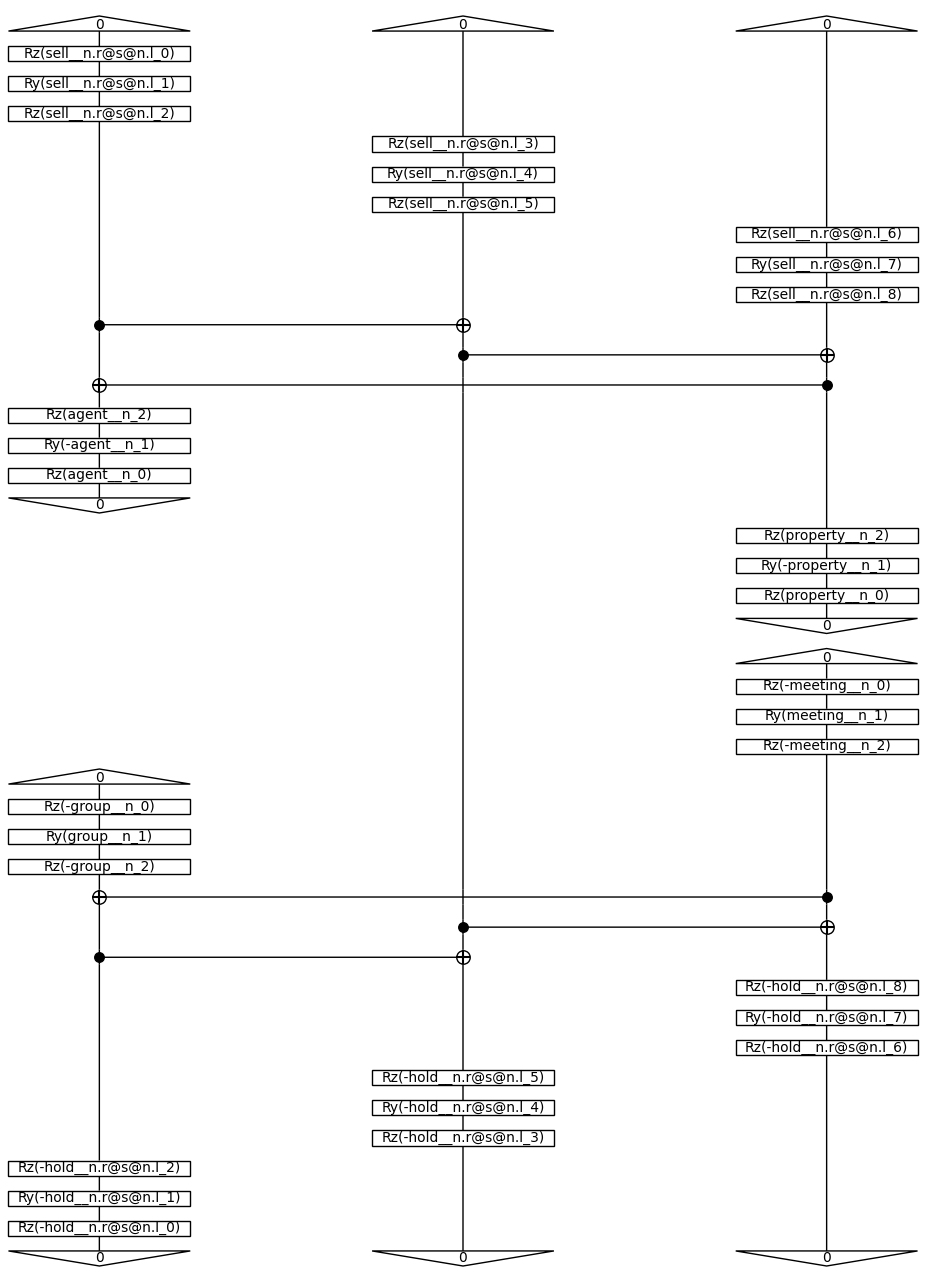 0 0 0
Rz(sell__n.r@s@n.l_0)
Ry(sell__n.r@s@n.l_1)
Rz(sell__n.r@s@n.l_2)
Rz(sell__n.r@s@n.l_3)
Ry(sell__n.r@s@n.l_4)
Rz(sell__n.r@s@n.l_5)
Rz(sell__n.r@s@n.l_6)
Ry(sell__n.r@s@n.l_7)
Rz(sell__n.r@s@n.l_8)
Rz(agent__n_2)
Ry(-agent__n_1)
Rz(agent__n_0)
0
Rz(property__n_2)
Ry(-property__n_1)
Rz(property__n_0)
0
0
Rz(-meeting__n_0)
Ry(meeting__n_1)
Rz(-meeting__n_2)
0
Rz(-group__n_0)
Ry(group__n_1)
Rz(-group__n_2)
Rz(-hold__n.r@s@n.l_8)
Ry(-hold__n.r@s@n.l_7)
Rz(-hold__n.r@s@n.l_6)
Rz(-hold__n.r@s@n.l_5)
Ry(-hold__n.r@s@n.l_4)
Rz(-hold__n.r@s@n.l_3)
Rz(-hold__n.r@s@n.l_2)
Ry(-hold__n.r@s@n.l_1)
Rz(-hold__n.r@s@n.l_0)
0 0 0